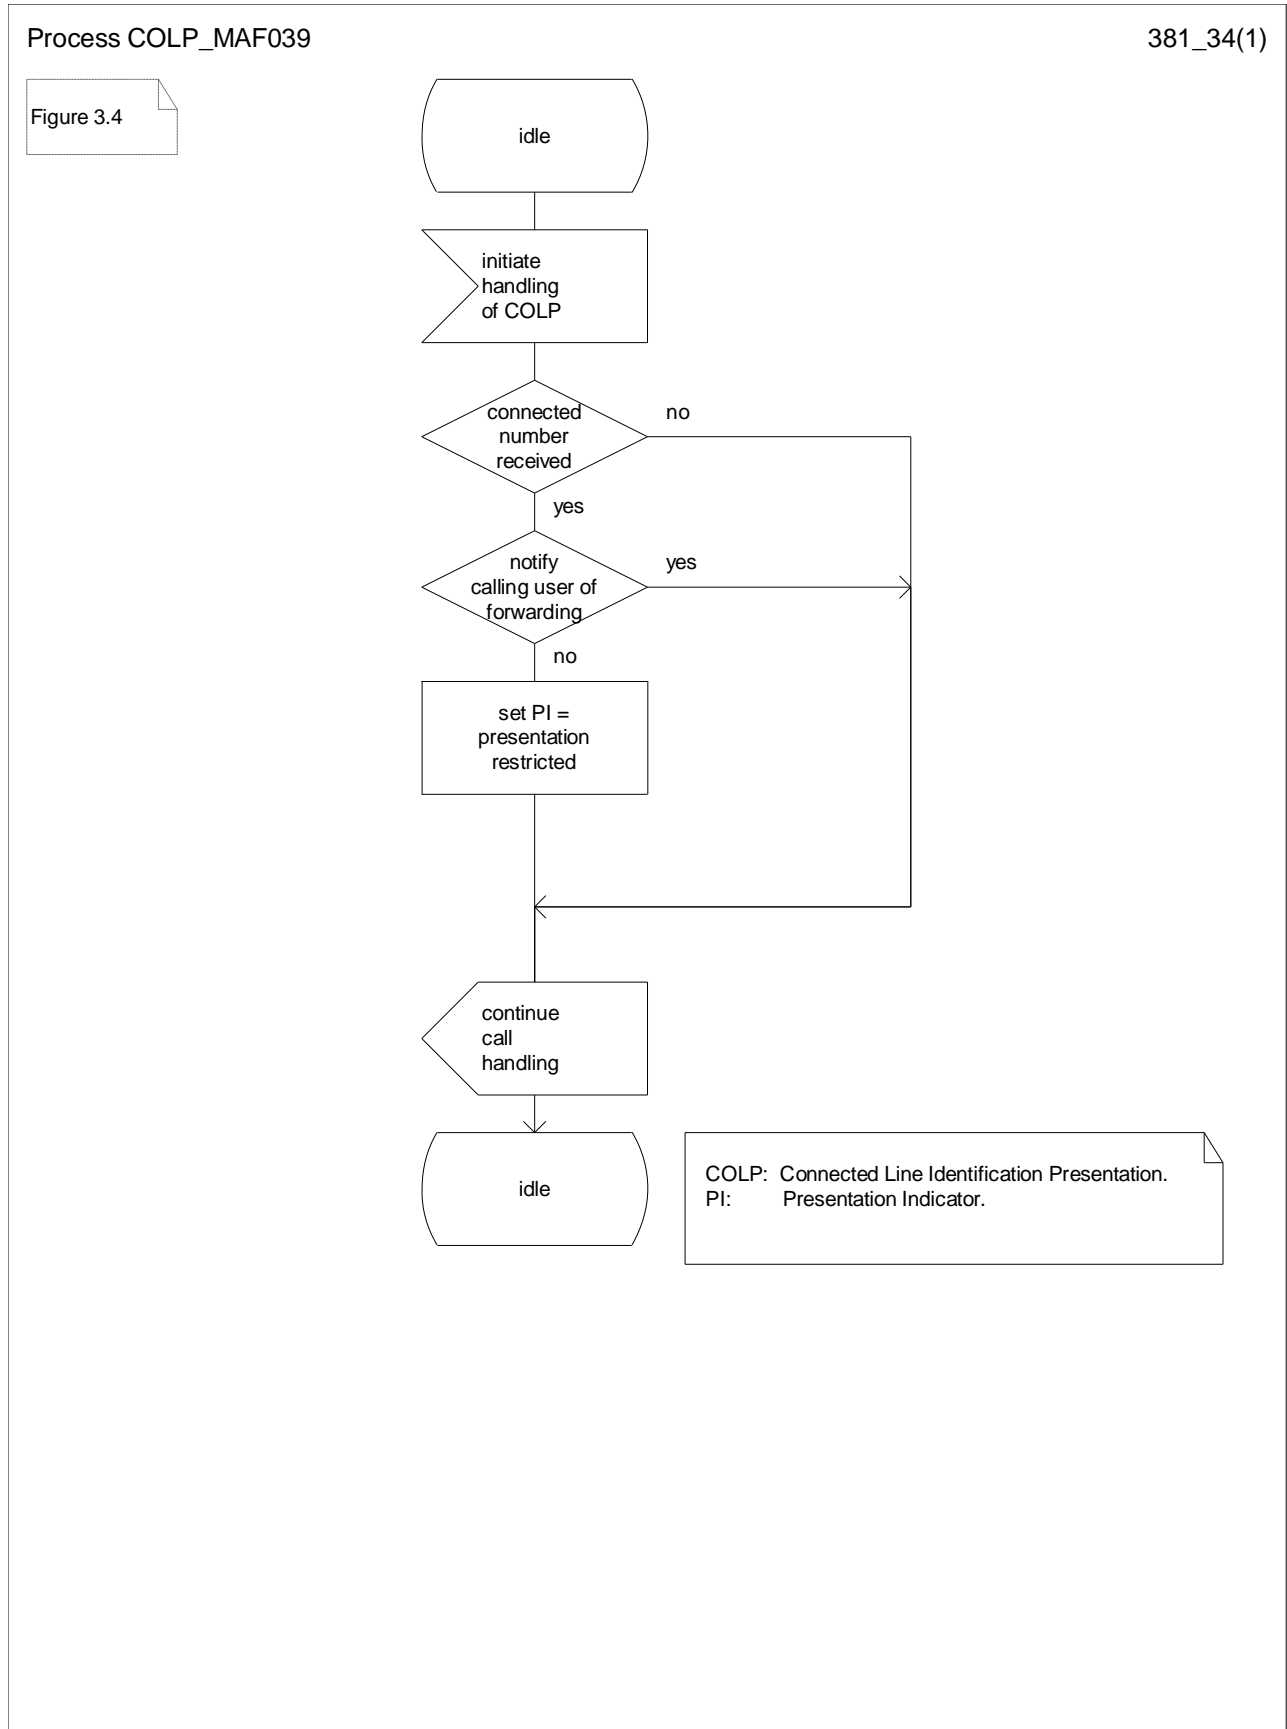 Process COLP_MAF039
381_34(1)
Figure 3.4
idle
initiate
handling
of COLP
connected
number
received
no
yes
notify
calling user of
forwarding
yes
no
set PI =
presentation
restricted
continue
call
handling
idle
COLP: Connected Line Identification Presentation.
PI: Presentation Indicator.